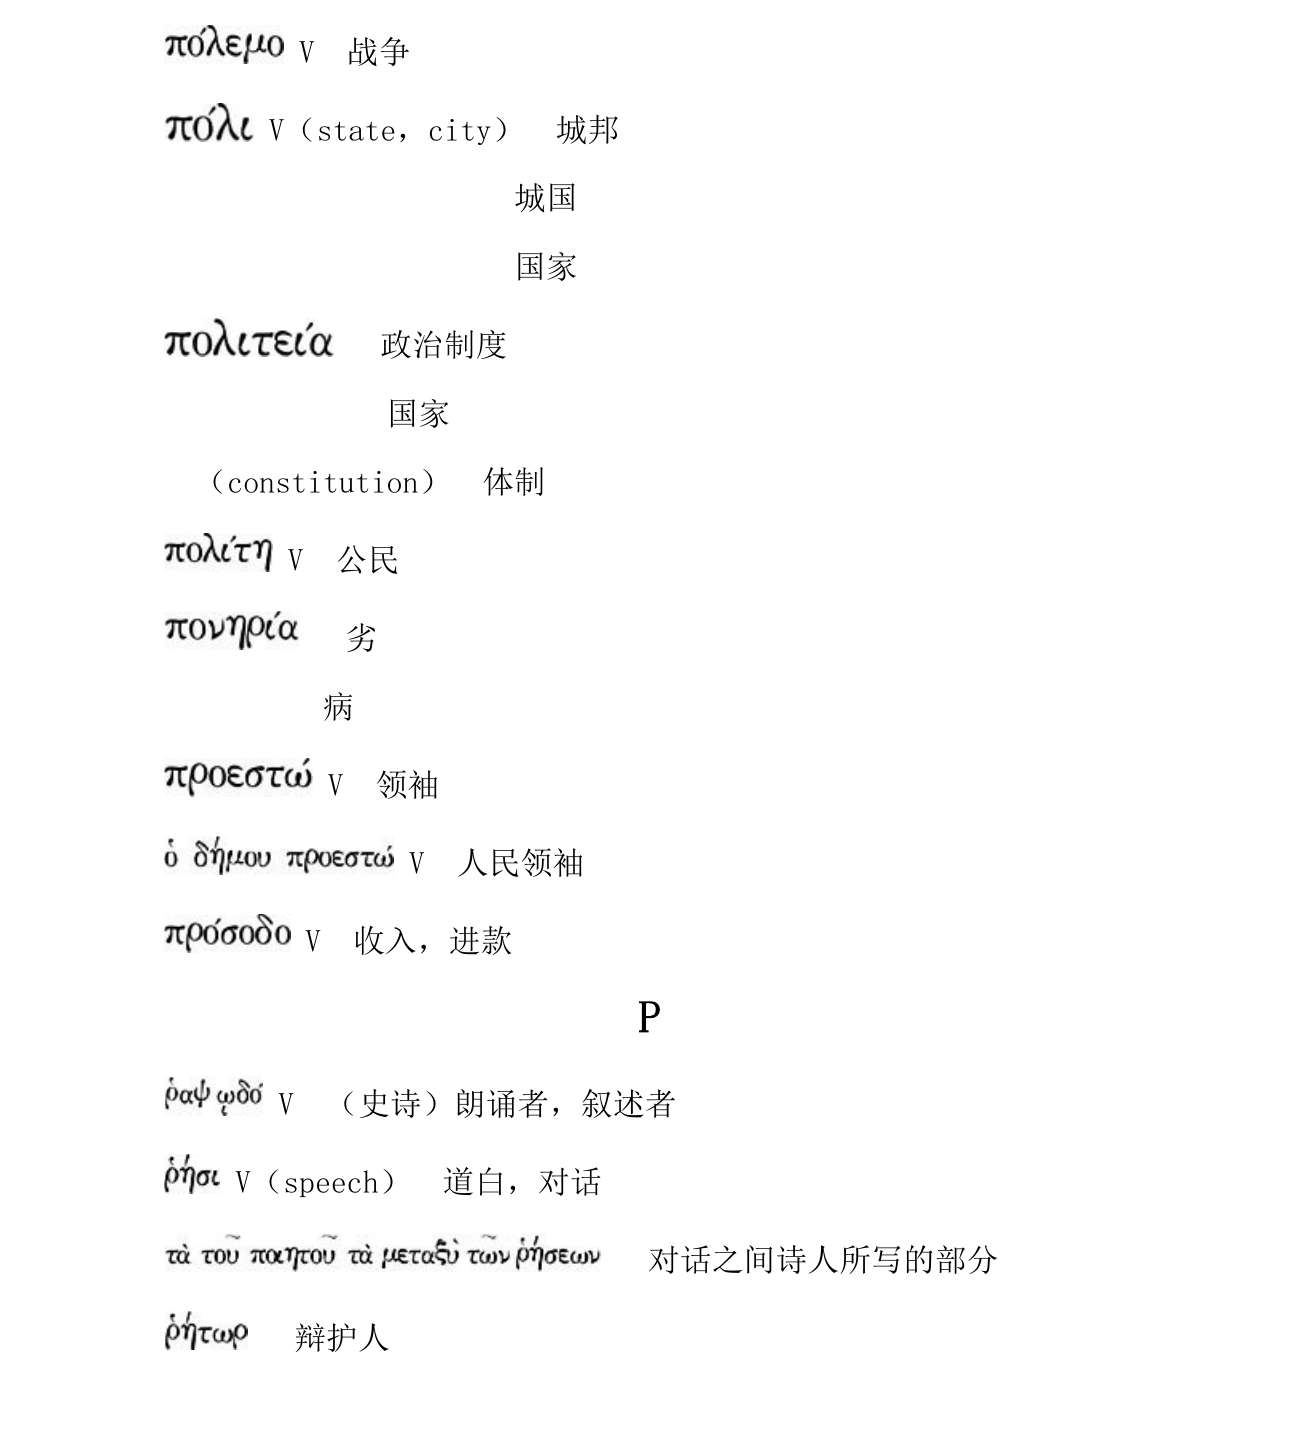 πόλεμο V 战争
πόλι V（state，city） 城邦
城国
国家
πολιτεία 政治制度
国家
（constitution） 体制
πολίτη V 公民
πονηρία 劣
病
προεστώ V 领袖
ὁ δήμου προεστώ V 人民领袖
πρόσοδο V 收入，进款
P
ῥαψῳδό V （史诗）朗诵者，叙述者
ῥήσι V（speech） 道白，对话
τὰ τοῦ ποιητοῦ τὰ μεταξὺ τῶν ῥήσεων 对话之间诗人所写的部分
ῥήτωρ 辩护人